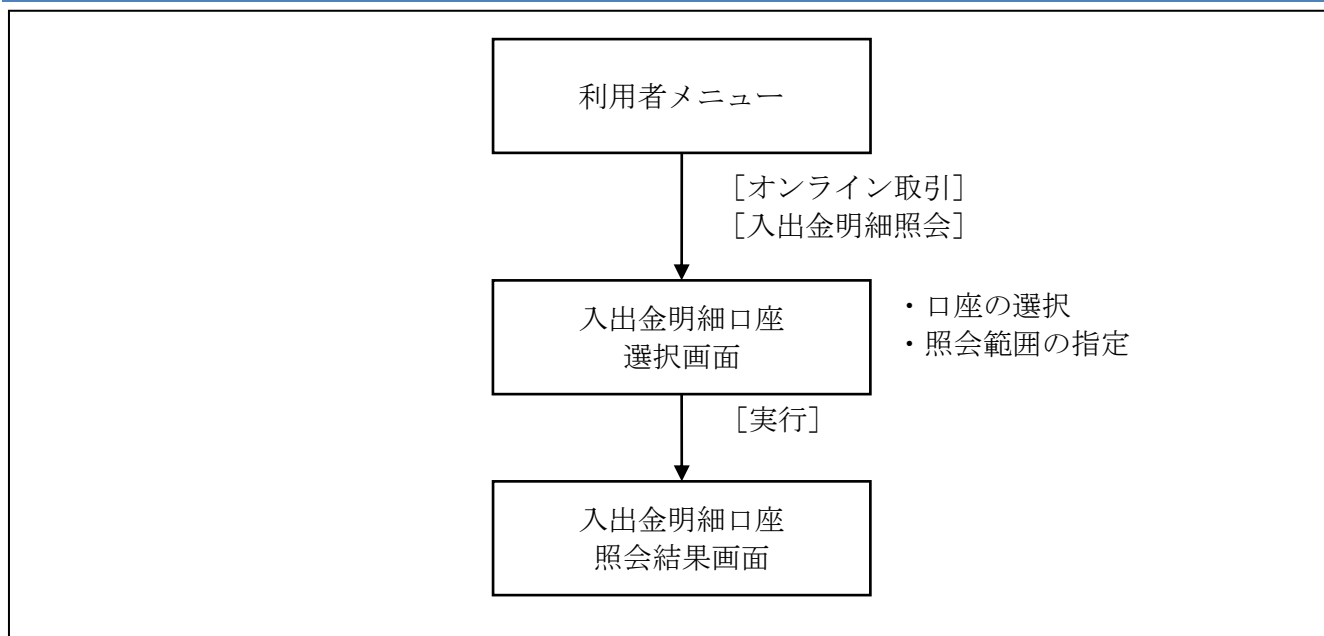 利用者メニュー
［オンライン取引］
［入出金明細照会］
入出金明細口座
選択画面
・口座の選択
・照会範囲の指定
［実行］
入出金明細口座
照会結果画面